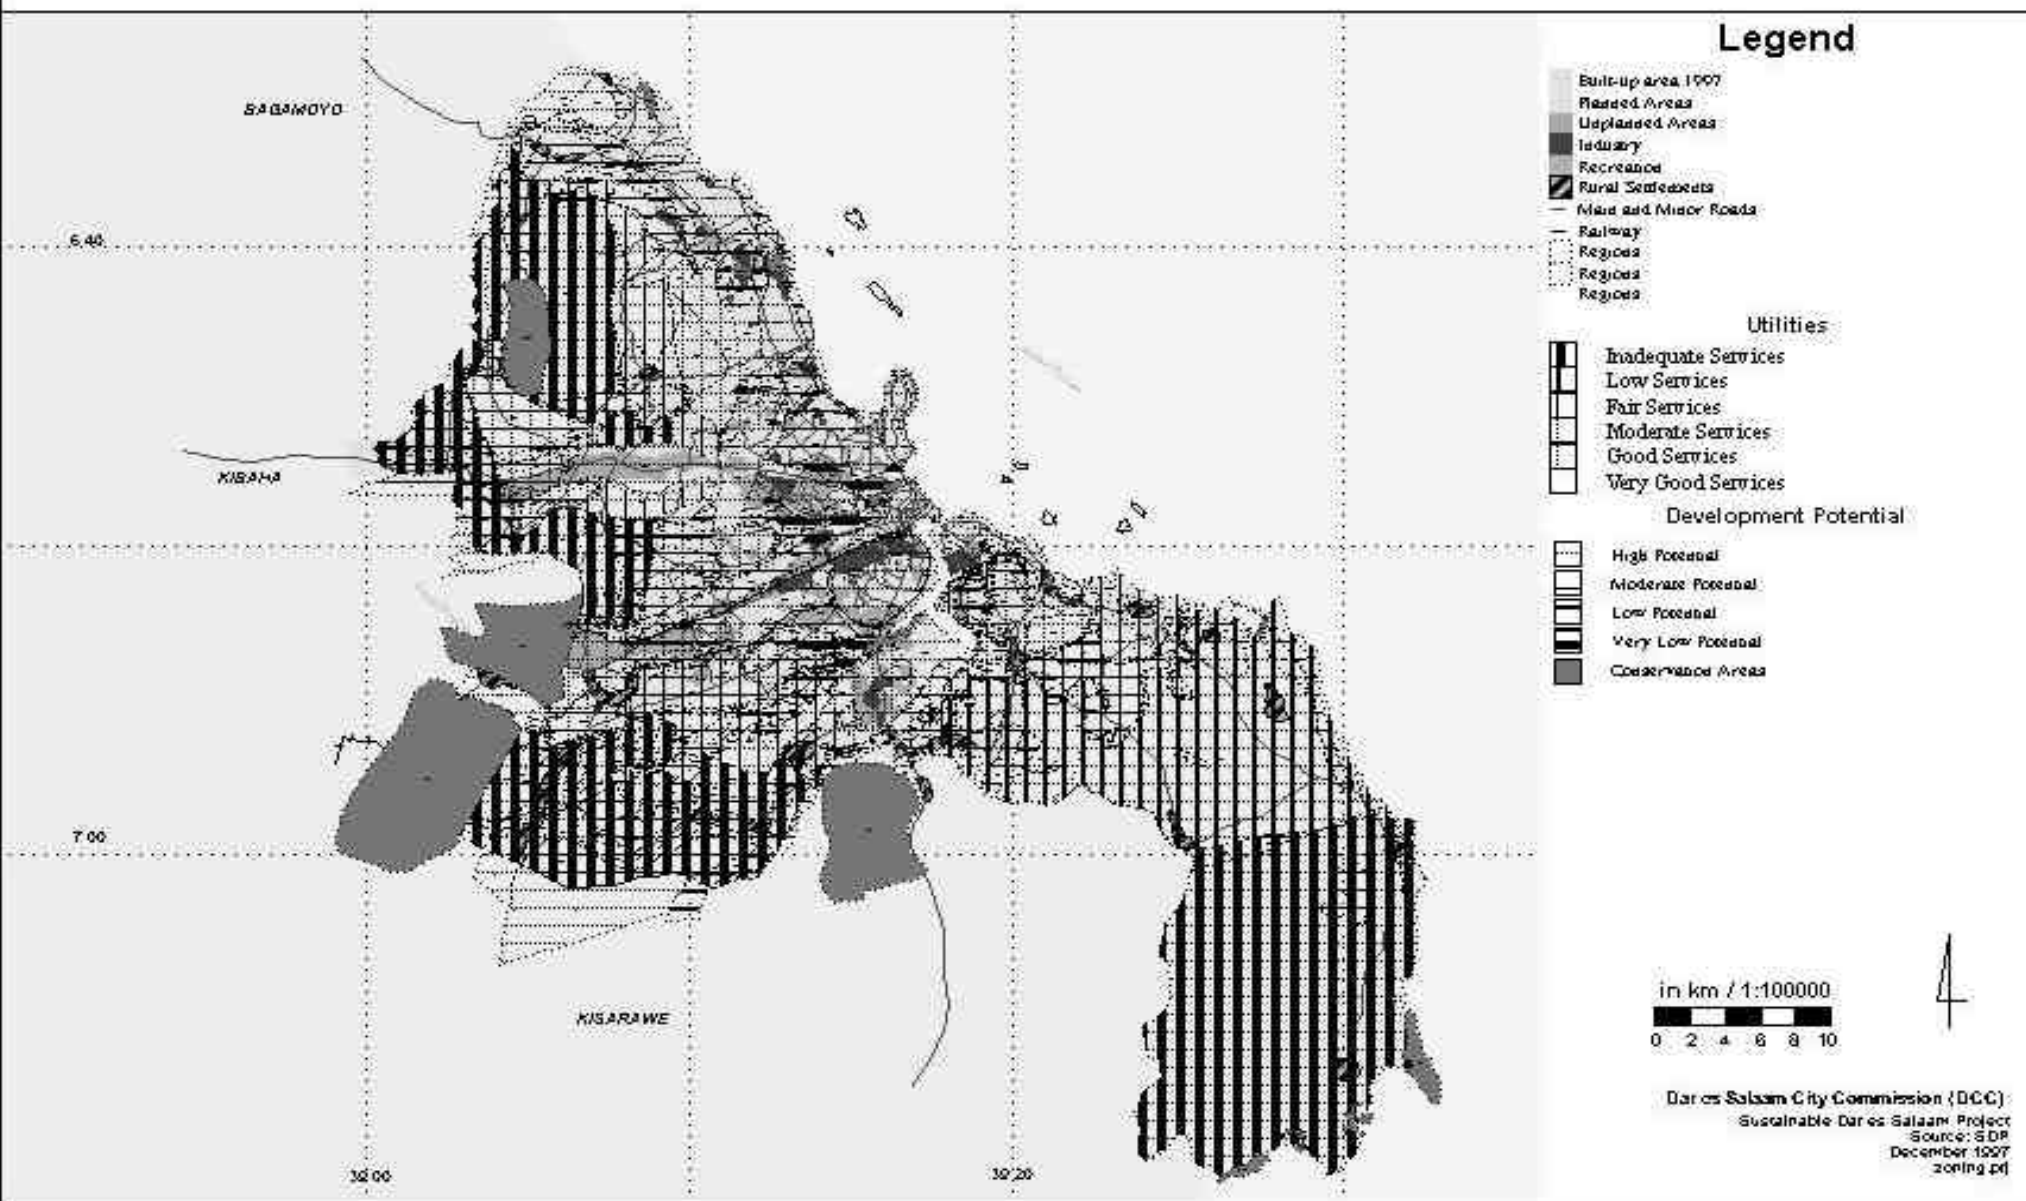 Legend
Built-up area 1997
Planned Areas
Unplanned Areas
Industry
Recreation
Rural Settlements
Main and Minor Roads
Railway
Regions
Regions
Regions
Utilities
Inadequate Services
Low Services
Fair Services
Moderate Services
Good Services
Very Good Services
Development Potential
High Potential
Moderate Potential
Low Potential
Very Low Potential
Conservation Areas
BAGAMOYO
6 40
KIBAHA
7 00
KISARAWE
39 00
39 20
in km / 1:100000
0 2 4 6 8 10
Dar es Salaam City Commission (DCC)
Sustainable Dar es Salaam Project
Source: SDP
December 1997
zoning.prj